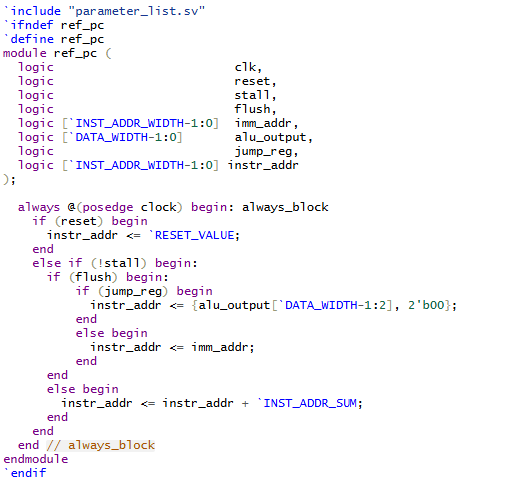 `include "parameter_list.sv"
`ifndef ref_pc
`define ref_pc
module ref_pc (
  logic                          clk,
  logic                          reset,
  logic                          stall,
  logic                          flush,
  logic [`INST_ADDR_WIDTH-1:0]  imm_addr,
  logic [`DATA_WIDTH-1:0]       alu_output,
  logic                          jump_reg,
  logic [`INST_ADDR_WIDTH-1:0] instr_addr
);

  always @(posedge clock) begin: always_block
    if (reset) begin
      instr_addr <= `RESET_VALUE;
    end
    else if (!stall) begin:
      if (flush) begin:
          if (jump_reg) begin
            instr_addr <= {alu_output[`DATA_WIDTH-1:2], 2'b00};
          end
          else begin
            instr_addr <= imm_addr;
          end
      end
      else begin
        instr_addr <= instr_addr + `INST_ADDR_SUM;
      end
    end
  end // always_block
endmodule
`endif